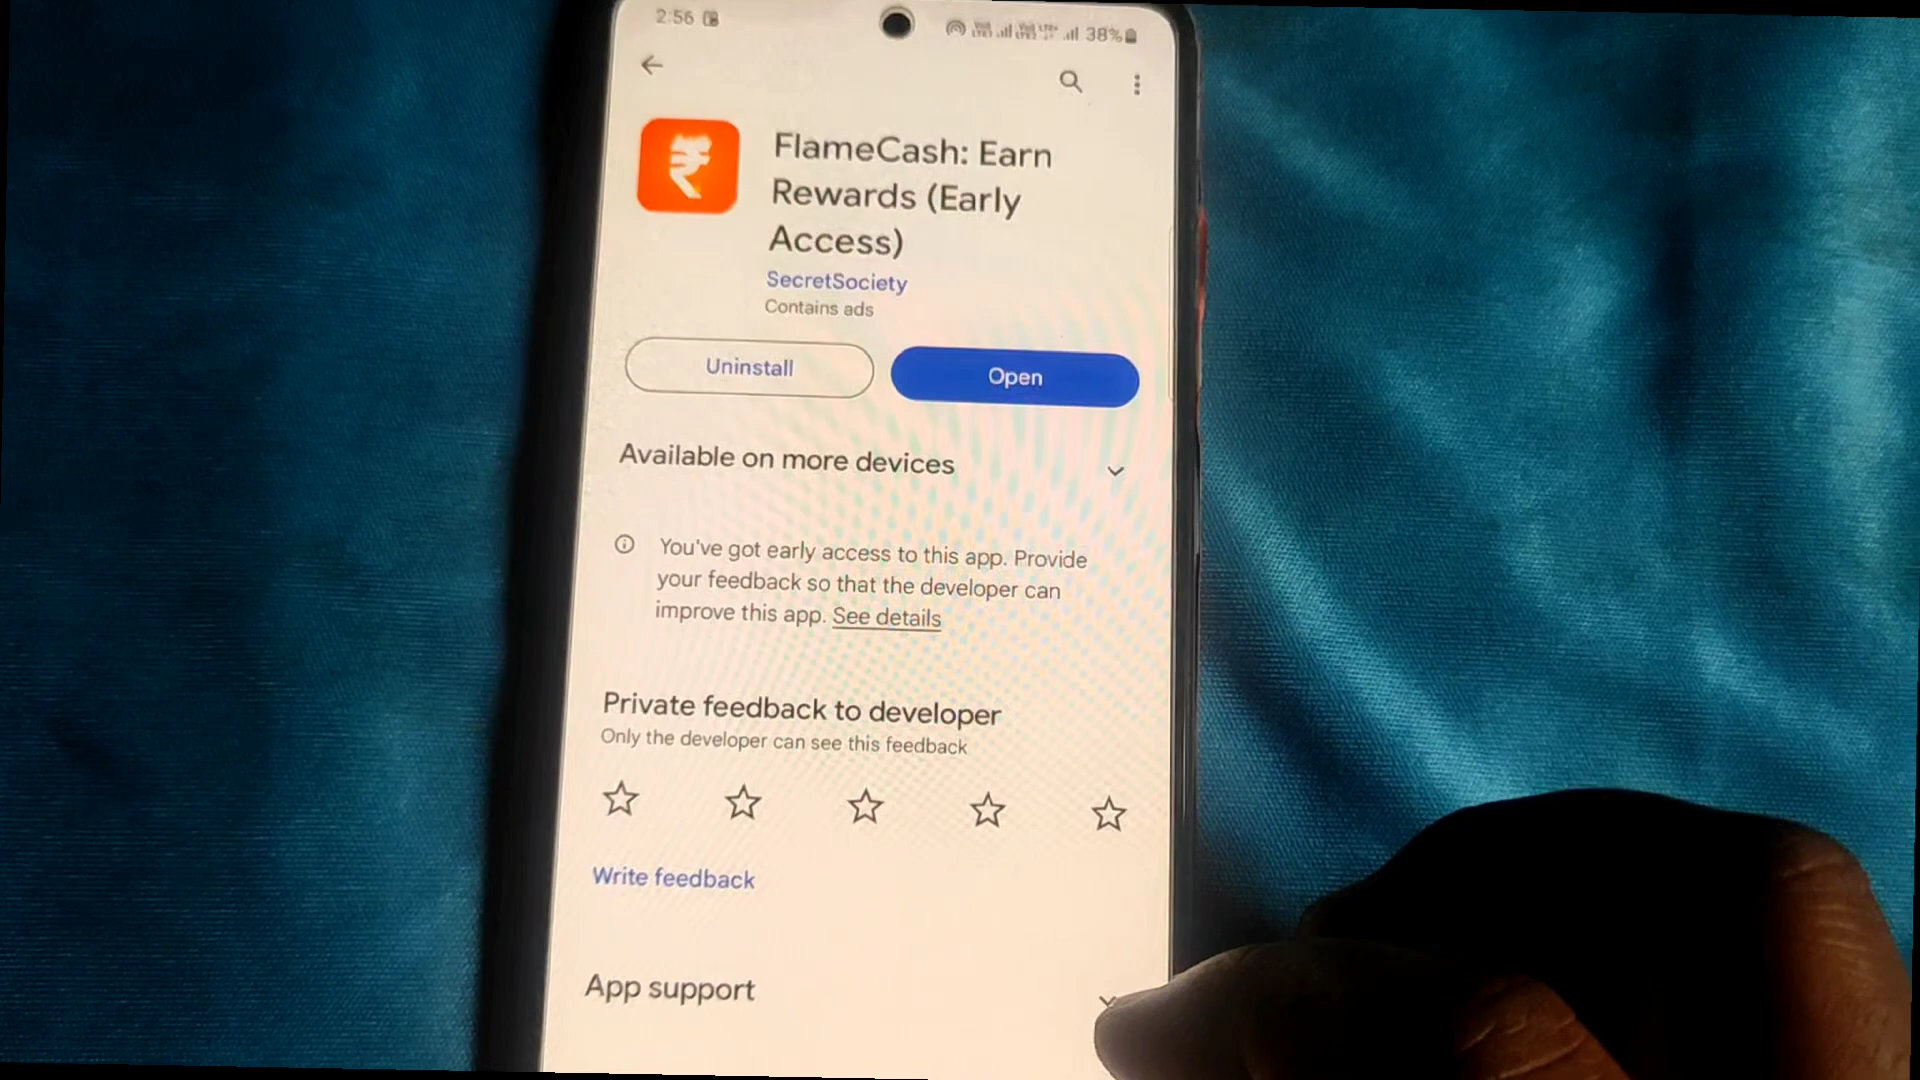 2:56
38%
FlameCash: Earn
Rewards (Early
Access)
SecretSociety
Contains ads
Uninstall
Open
Available on more devices
You've got early access to this app. Provide
your feedback so that the developer can
improve this app. See details
Private feedback to developer
Only the developer can see this feedback
Write feedback
App support